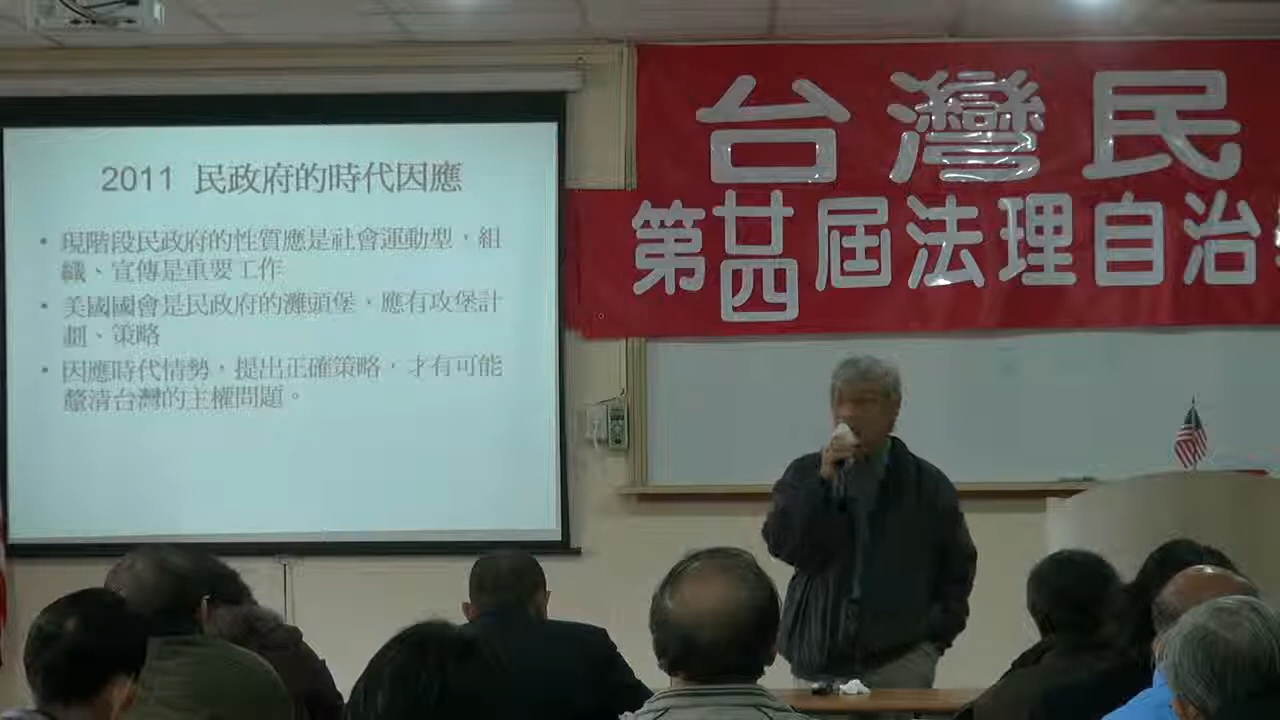 2011 民政府的時代因應
• 現階段民政府的性質應是社會運動型，組
織、宣傳是重要工作
• 美國國會是民政府的灘頭堡，應有攻堡計
劃、策略
• 因應時代情勢，提出正確策略，才有可能
釐清台灣的主權問題。
台灣民
第廿四屆法理自治